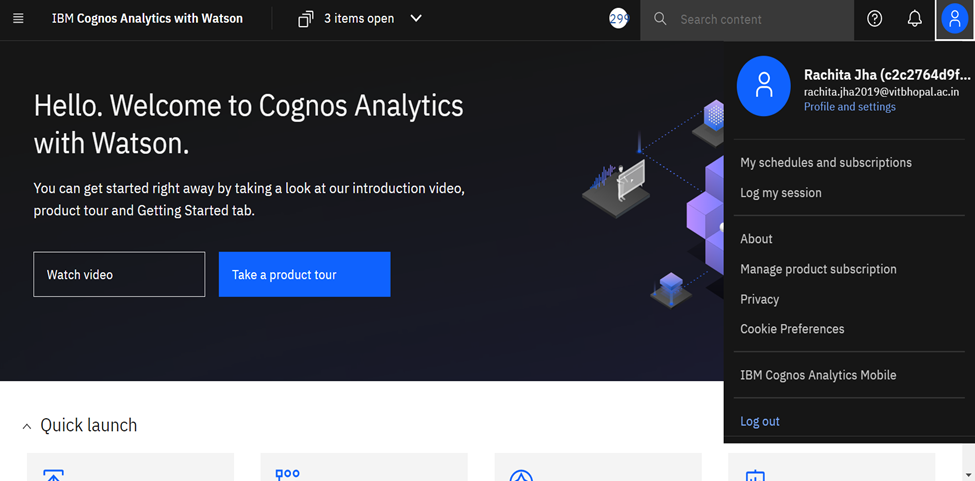 IBM Cognos Analytics with Watson
3 items open
299
Search content
Hello. Welcome to Cognos Analytics
with Watson.
You can get started right away by taking a look at our introduction video,
product tour and Getting Started tab.
Watch video
Take a product tour
Quick launch
Rachita Jha (c2c2764d9f...
rachita.jha2019@vitbhopal.ac.in
Profile and settings
My schedules and subscriptions
Log my session
About
Manage product subscription
Privacy
Cookie Preferences
IBM Cognos Analytics Mobile
Log out